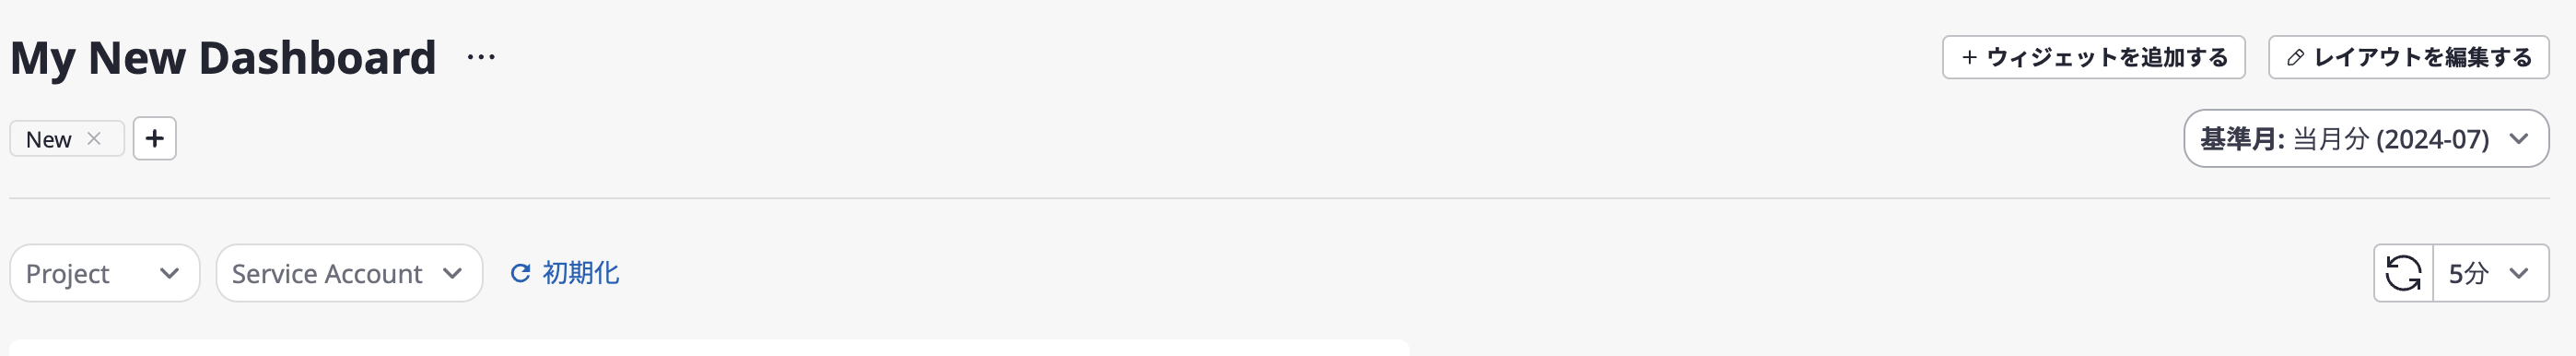 My New Dashboard ...
+ ウィジェットを追加する
レイアウトを編集する
New × +
基準月: 当月分 (2024-07)
Project
Service Account
初期化
5分